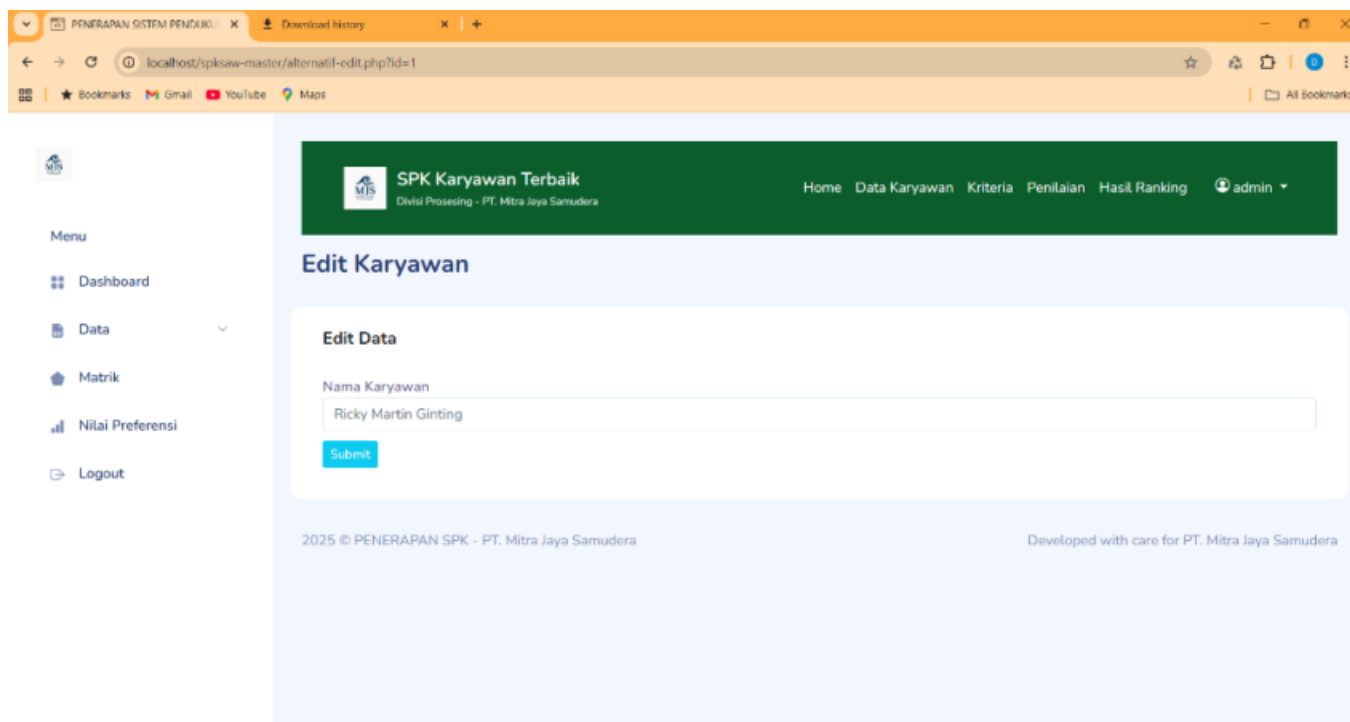 PENERAPAN SISTEM PENDUKU
Download history
localhost/spksaw-master/alternatif-edit.php?id=1
Bookmarks Gmail YouTube Maps
All Bookmarks
MJS
MJS
SPK Karyawan Terbaik
Divisi Prosesing - PT. Mitra Jaya Samudera
Home Data Karyawan Kriteria Penilaian Hasil Ranking admin
Menu
Dashboard
Data
Matrik
Nilai Preferensi
Logout
Edit Karyawan
Edit Data
Nama Karyawan
Ricky Martin Ginting
Submit
2025 © PENERAPAN SPK - PT. Mitra Jaya Samudera
Developed with care for PT. Mitra Jaya Samudera